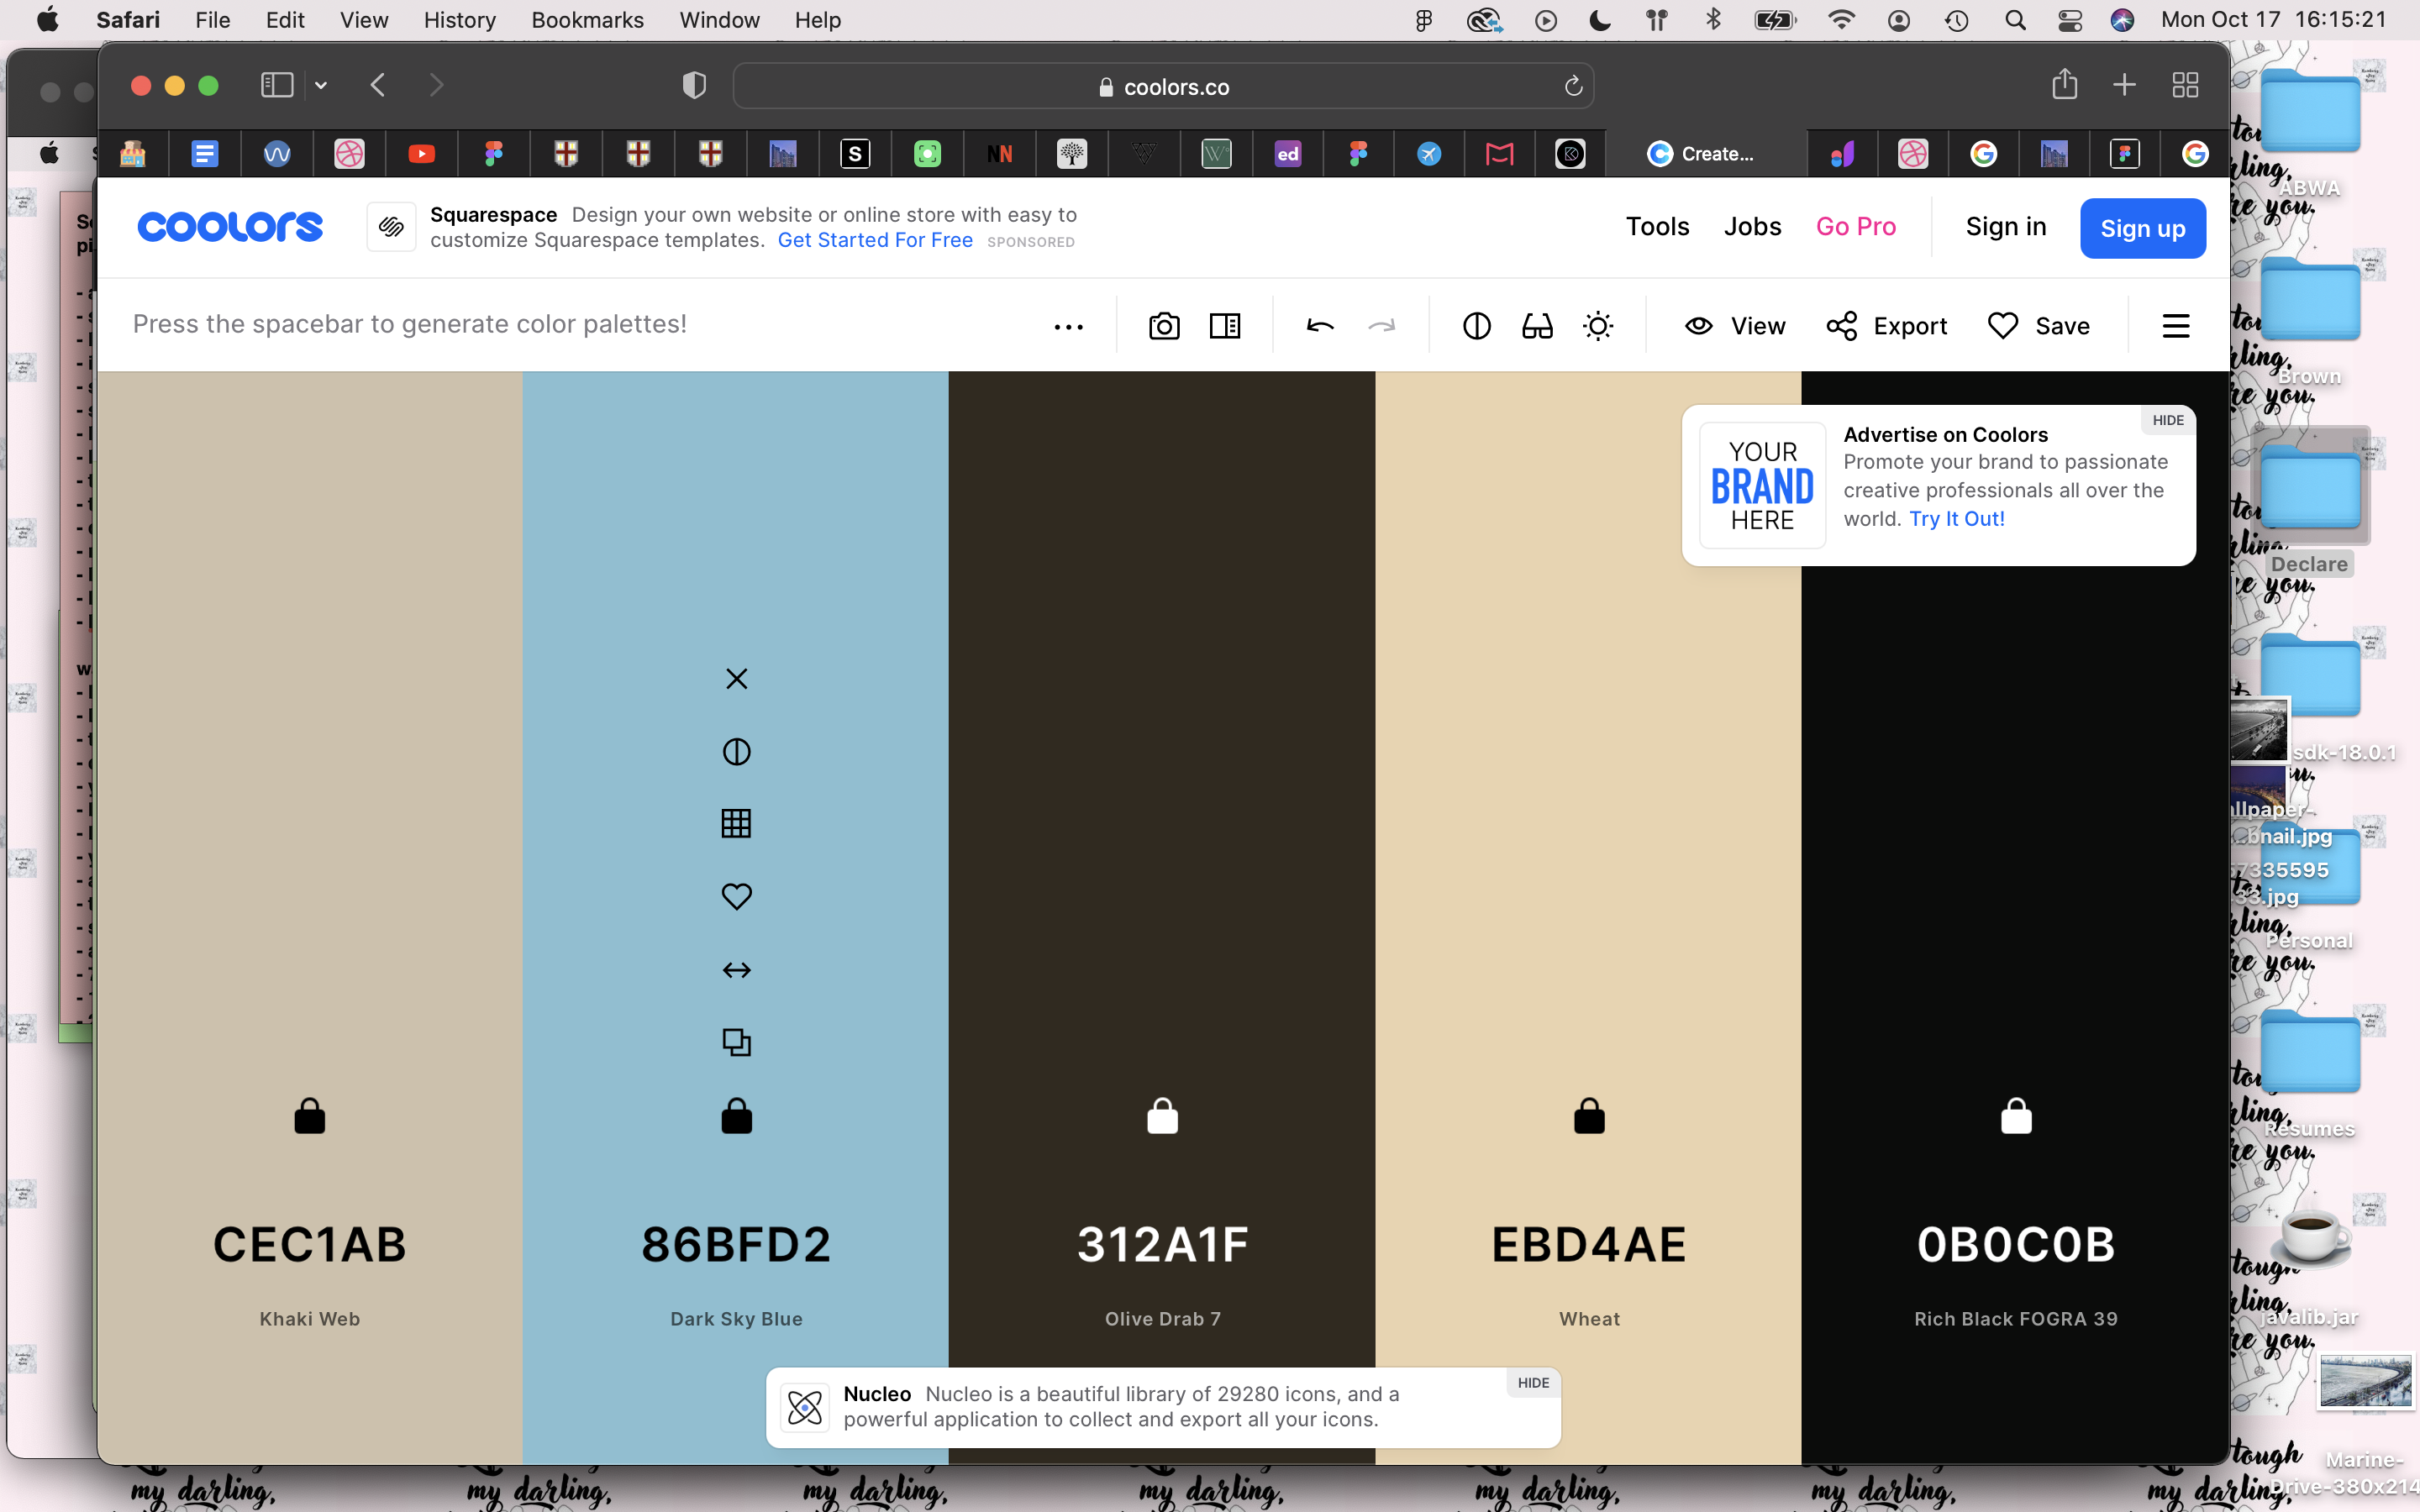 Safari File Edit View History Bookmarks Window Help Mon Oct 17 16:15:21
coolors.co
S NN W ed Create...
coolors
Squarespace Design your own website or online store with easy to
customize Squarespace templates. Get Started For Free SPONSORED
Tools Jobs Go Pro Sign in Sign up
Press the spacebar to generate color palettes!
View Export Save
HIDE
YOUR
BRAND
HERE
Advertise on Coolors
Promote your brand to passionate
creative professionals all over the
world. Try It Out!
CEC1AB
Khaki Web
86BFD2
Dark Sky Blue
312A1F
Olive Drab 7
EBD4AE
Wheat
0B0C0B
Rich Black FOGRA 39
HIDE
Nucleo Nucleo is a beautiful library of 29280 icons, and a
powerful application to collect and export all your icons.
ABWA
Brown
Declare
sdk-18.0.1
bnail.jpg
Personal
Resumes
javalib.jar
Marine-
Drive-380x214
tough
my darling,
my darling,
my darling,
my darling,
my darling,
my darling,